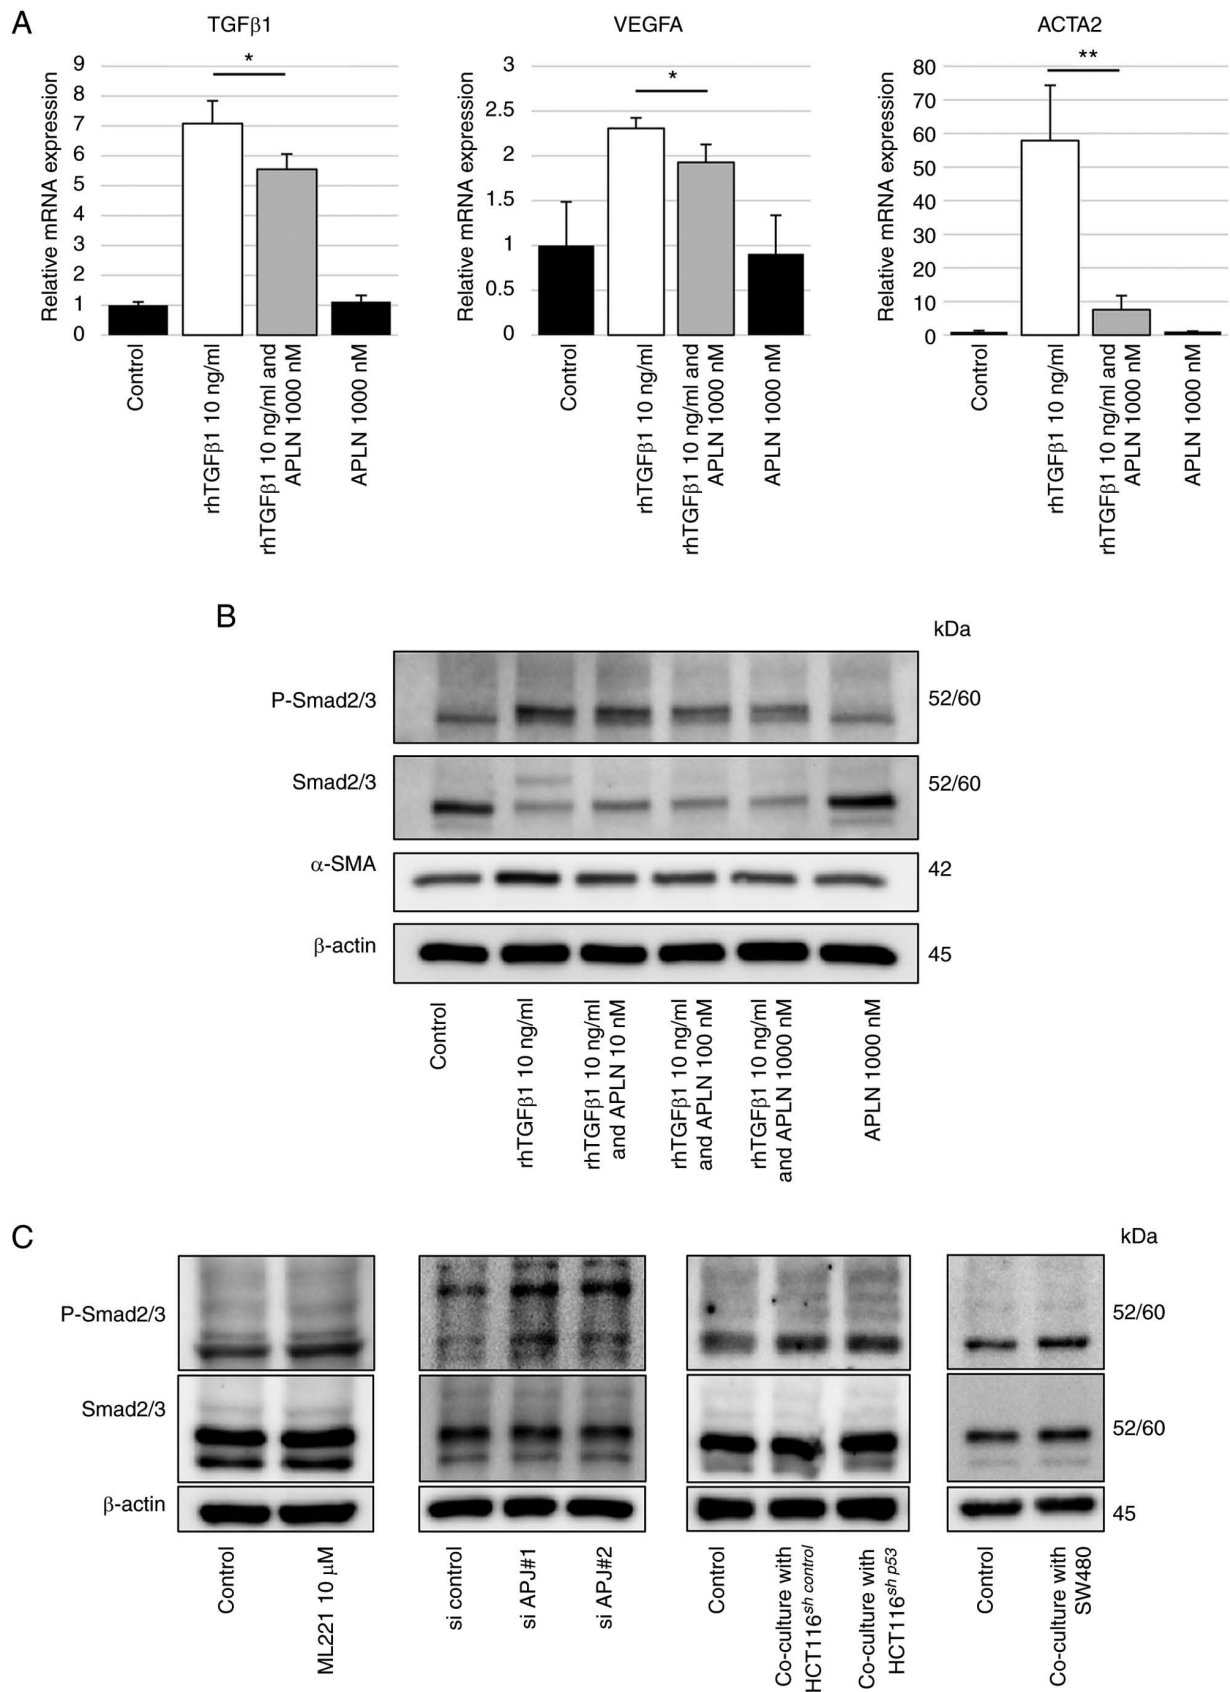 A
TGFβ1
Relative mRNA expression
9
8
7
6
5
4
3
2
1
0
*
Control
rhTGFβ1 10 ng/ml
rhTGFβ1 10 ng/ml and
APLN 1000 nM
APLN 1000 nM
VEGFA
Relative mRNA expression
3
2.5
2
1.5
1
0.5
0
*
Control
rhTGFβ1 10 ng/ml
rhTGFβ1 10 ng/ml and
APLN 1000 nM
APLN 1000 nM
ACTA2
Relative mRNA expression
80
70
60
50
40
30
20
10
0
**
Control
rhTGFβ1 10 ng/ml
rhTGFβ1 10 ng/ml and
APLN 1000 nM
APLN 1000 nM
B
kDa
P-Smad2/3
52/60
Smad2/3
52/60
α-SMA
42
β-actin
45
Control
rhTGFβ1 10 ng/ml
rhTGFβ1 10 ng/ml
and APLN 10 nM
rhTGFβ1 10 ng/ml
and APLN 100 nM
rhTGFβ1 10 ng/ml
and APLN 1000 nM
APLN 1000 nM
C
kDa
P-Smad2/3
52/60
Smad2/3
52/60
β-actin
45
Control
ML221 10 μM
si control
si APJ#1
si APJ#2
Control
Co-culture with
HCT116sh control
Co-culture with
HCT116sh p53
Control
Co-culture with
SW480